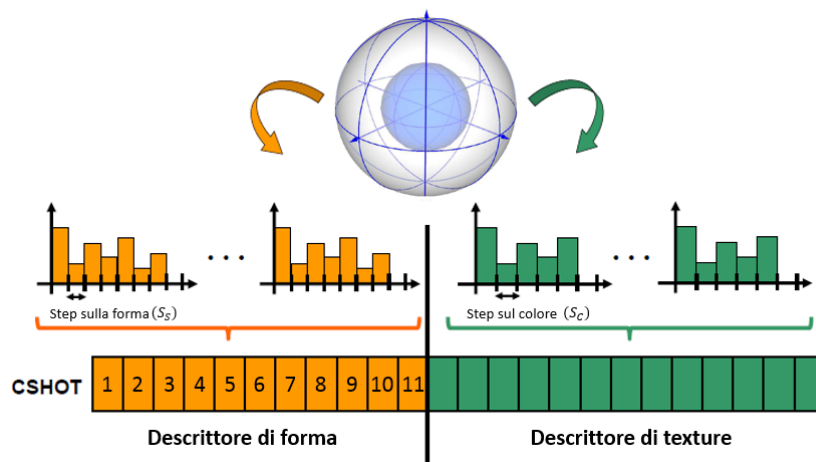 Step sulla forma (S_S)
Step sul colore (S_C)
CSHOT 1 2 3 4 5 6 7 8 9 10 11
Descrittore di forma
Descrittore di texture